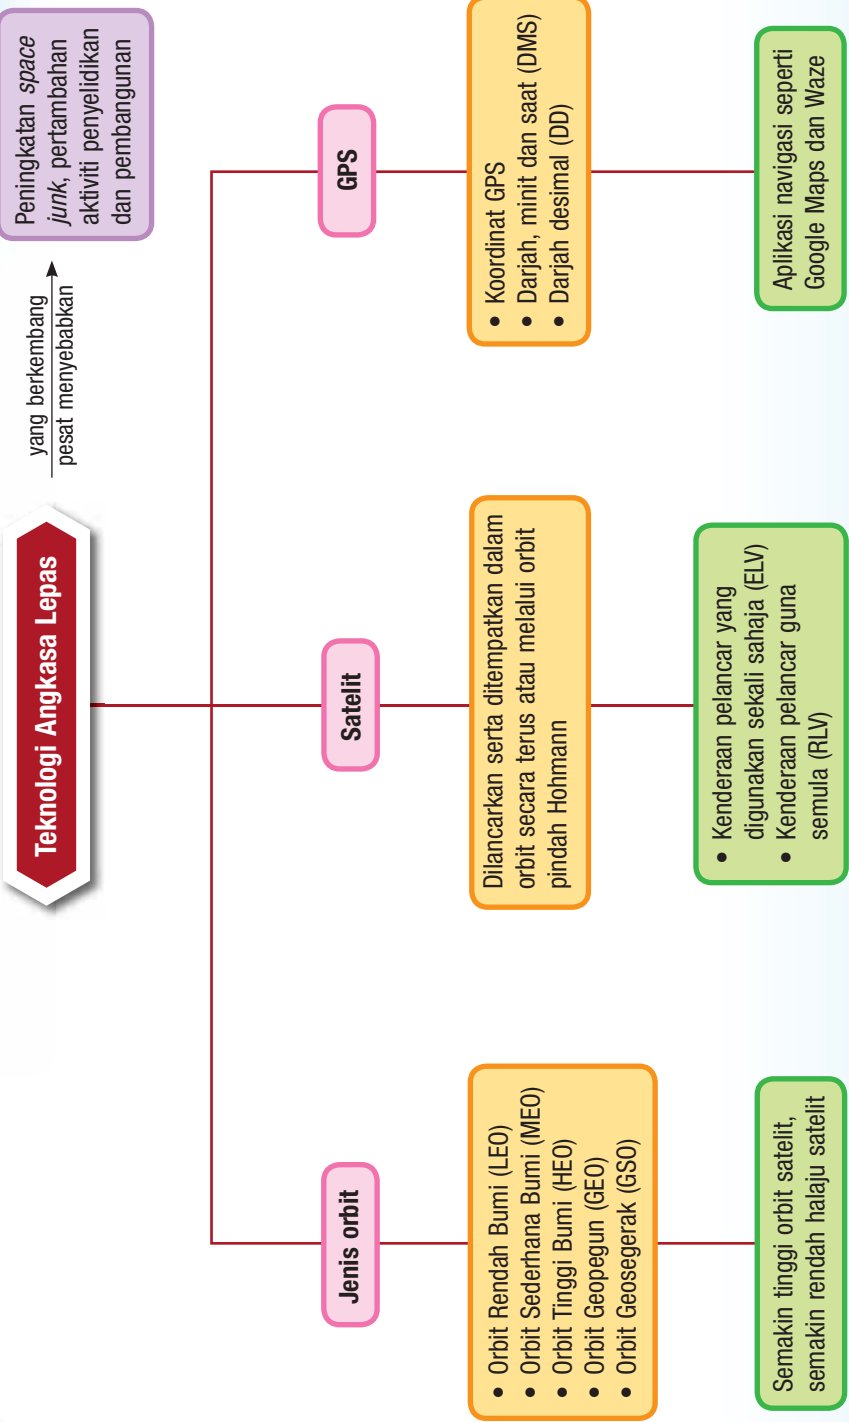 Teknologi Angkasa Lepas
yang berkembang
pesat menyebabkan
Peningkatan space
junk, pertambahan
aktiviti penyelidikan
dan pembangunan
Jenis orbit
• Orbit Rendah Bumi (LEO)
• Orbit Sederhana Bumi (MEO)
• Orbit Tinggi Bumi (HEO)
• Orbit Geopegun (GEO)
• Orbit Geosegerak (GSO)
Semakin tinggi orbit satelit,
semakin rendah halaju satelit
Satelit
Dilancarkan serta ditempatkan dalam
orbit secara terus atau melalui orbit
pindah Hohmann
• Kenderaan pelancar yang
digunakan sekali sahaja (ELV)
• Kenderaan pelancar guna
semula (RLV)
GPS
• Koordinat GPS
• Darjah, minit dan saat (DMS)
• Darjah desimal (DD)
Aplikasi navigasi seperti
Google Maps dan Waze